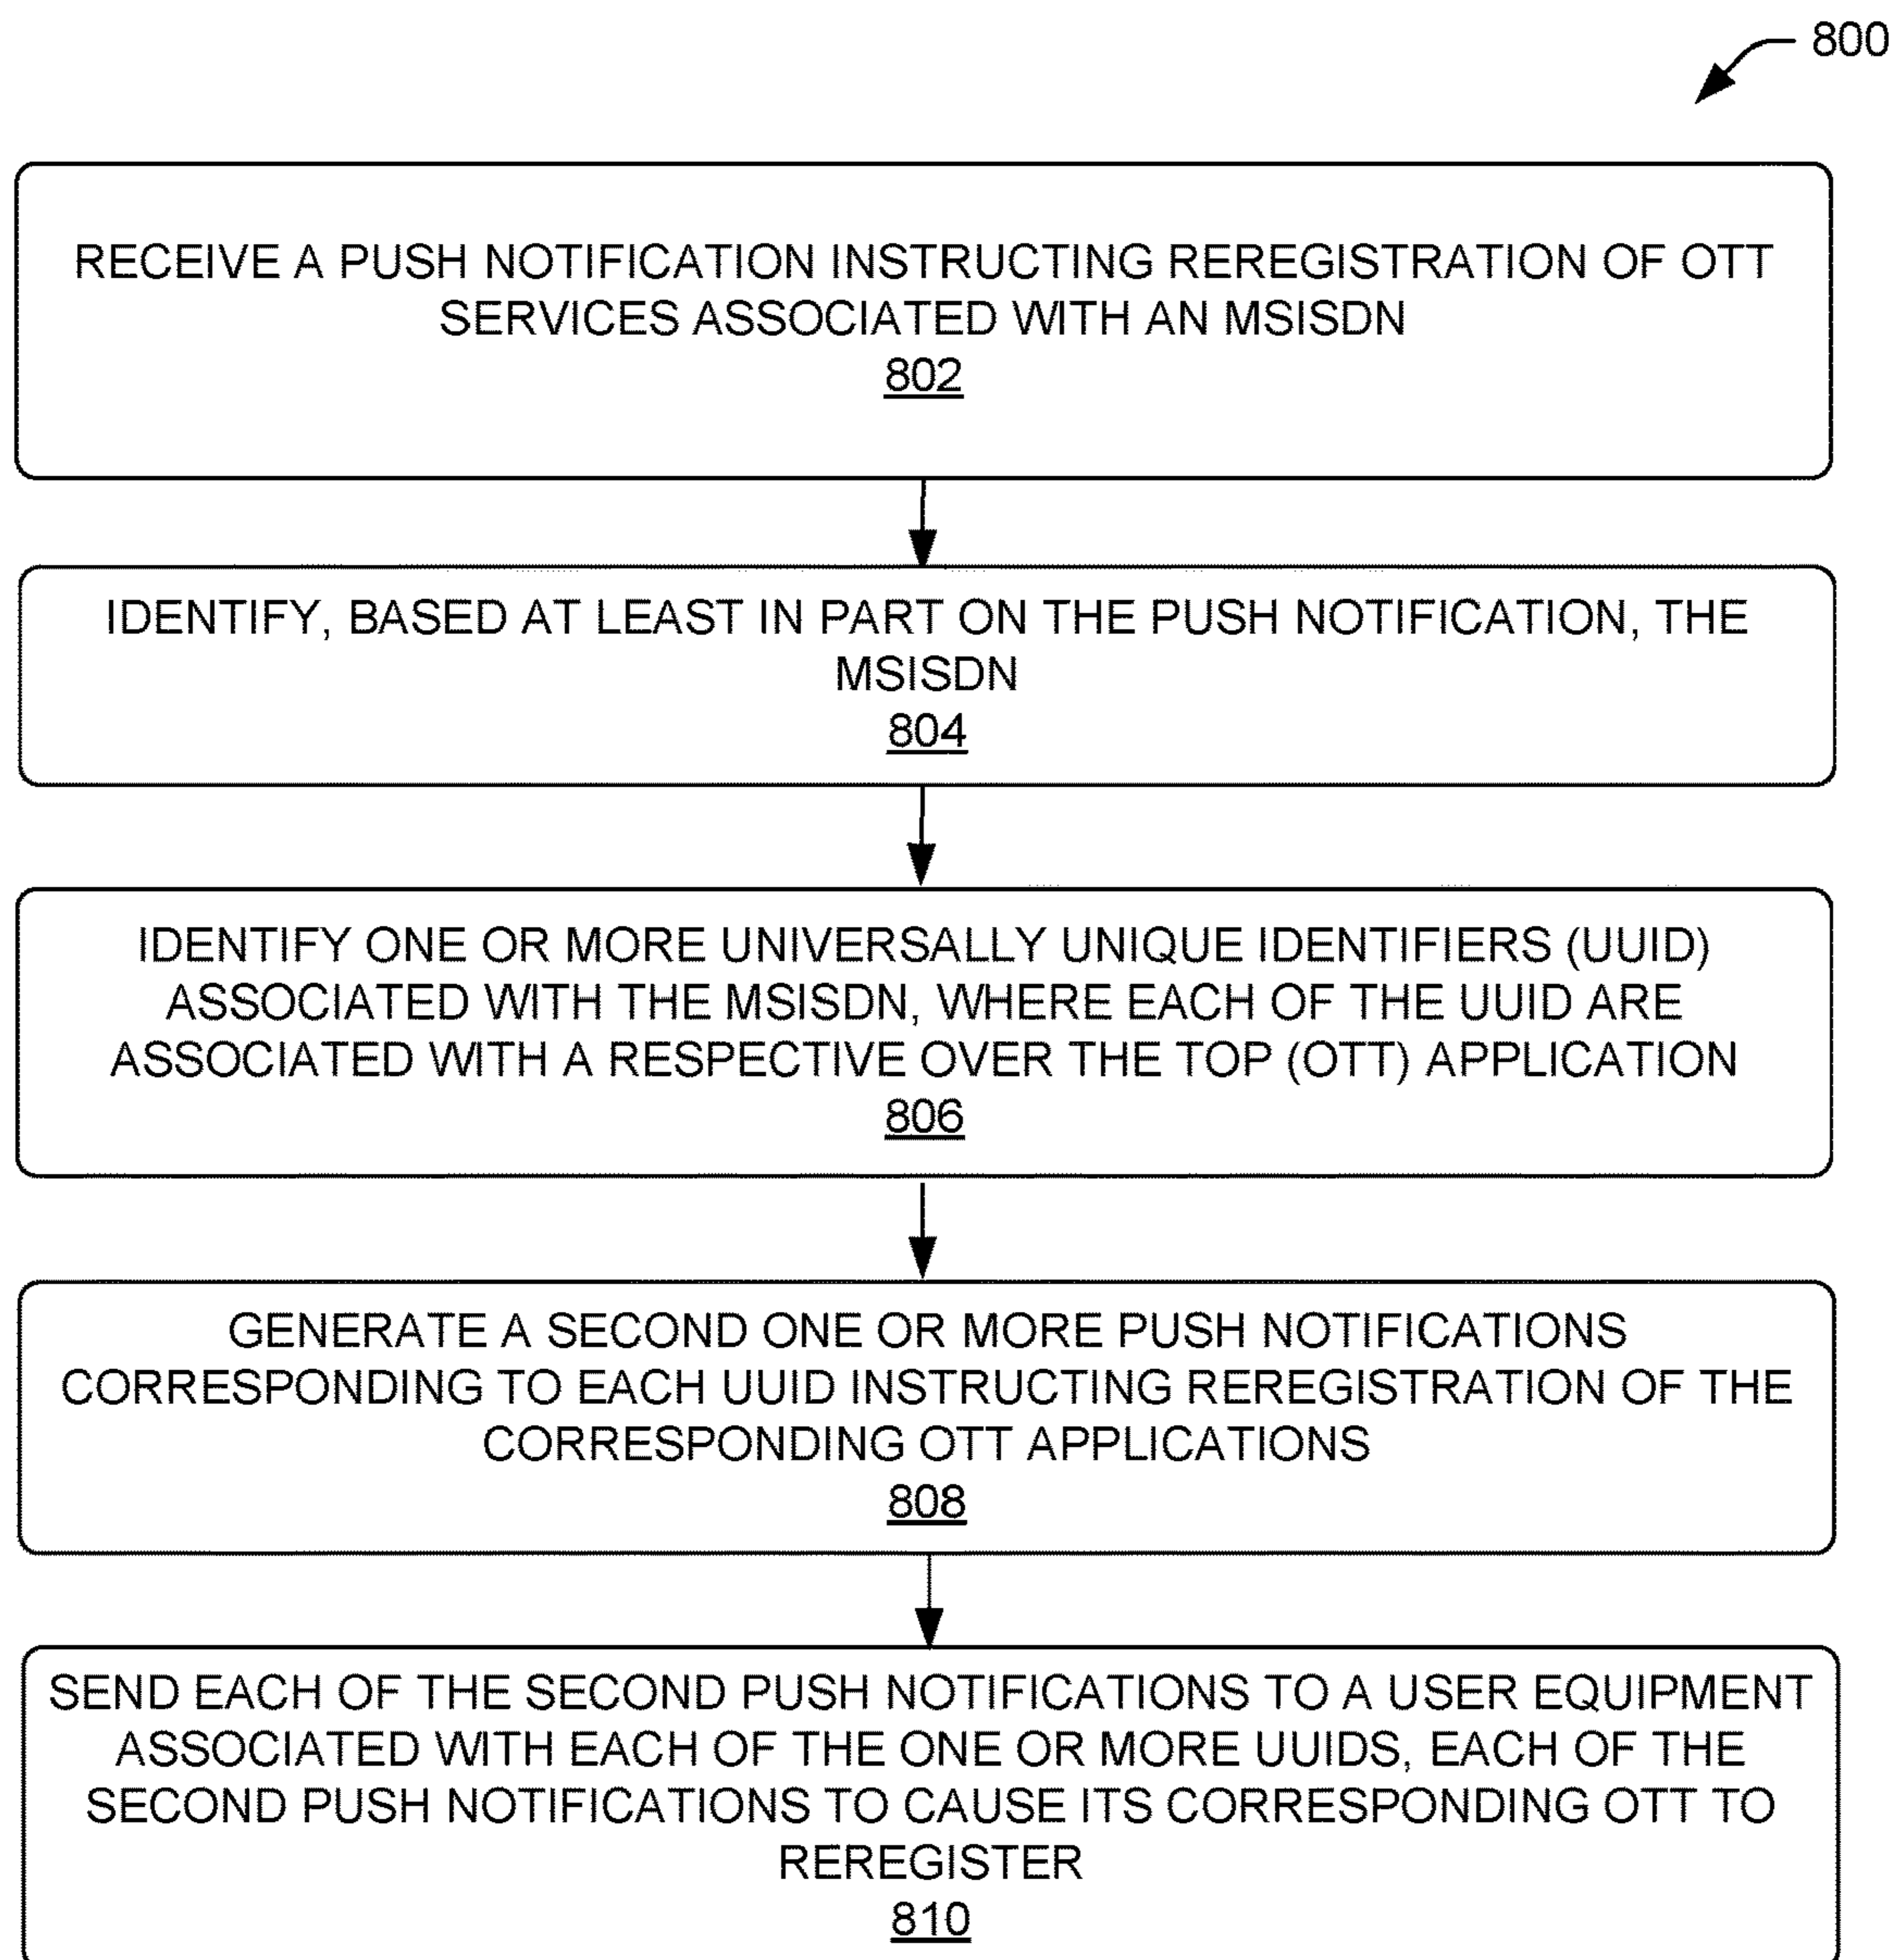 800
RECEIVE A PUSH NOTIFICATION INSTRUCTING REREGISTRATION OF OTT
SERVICES ASSOCIATED WITH AN MSISDN
802
IDENTIFY, BASED AT LEAST IN PART ON THE PUSH NOTIFICATION, THE
MSISDN
804
IDENTIFY ONE OR MORE UNIVERSALLY UNIQUE IDENTIFIERS (UUID)
ASSOCIATED WITH THE MSISDN, WHERE EACH OF THE UUID ARE
ASSOCIATED WITH A RESPECTIVE OVER THE TOP (OTT) APPLICATION
806
GENERATE A SECOND ONE OR MORE PUSH NOTIFICATIONS
CORRESPONDING TO EACH UUID INSTRUCTING REREGISTRATION OF THE
CORRESPONDING OTT APPLICATIONS
808
SEND EACH OF THE SECOND PUSH NOTIFICATIONS TO A USER EQUIPMENT
ASSOCIATED WITH EACH OF THE ONE OR MORE UUIDS, EACH OF THE
SECOND PUSH NOTIFICATIONS TO CAUSE ITS CORRESPONDING OTT TO
REREGISTER
810